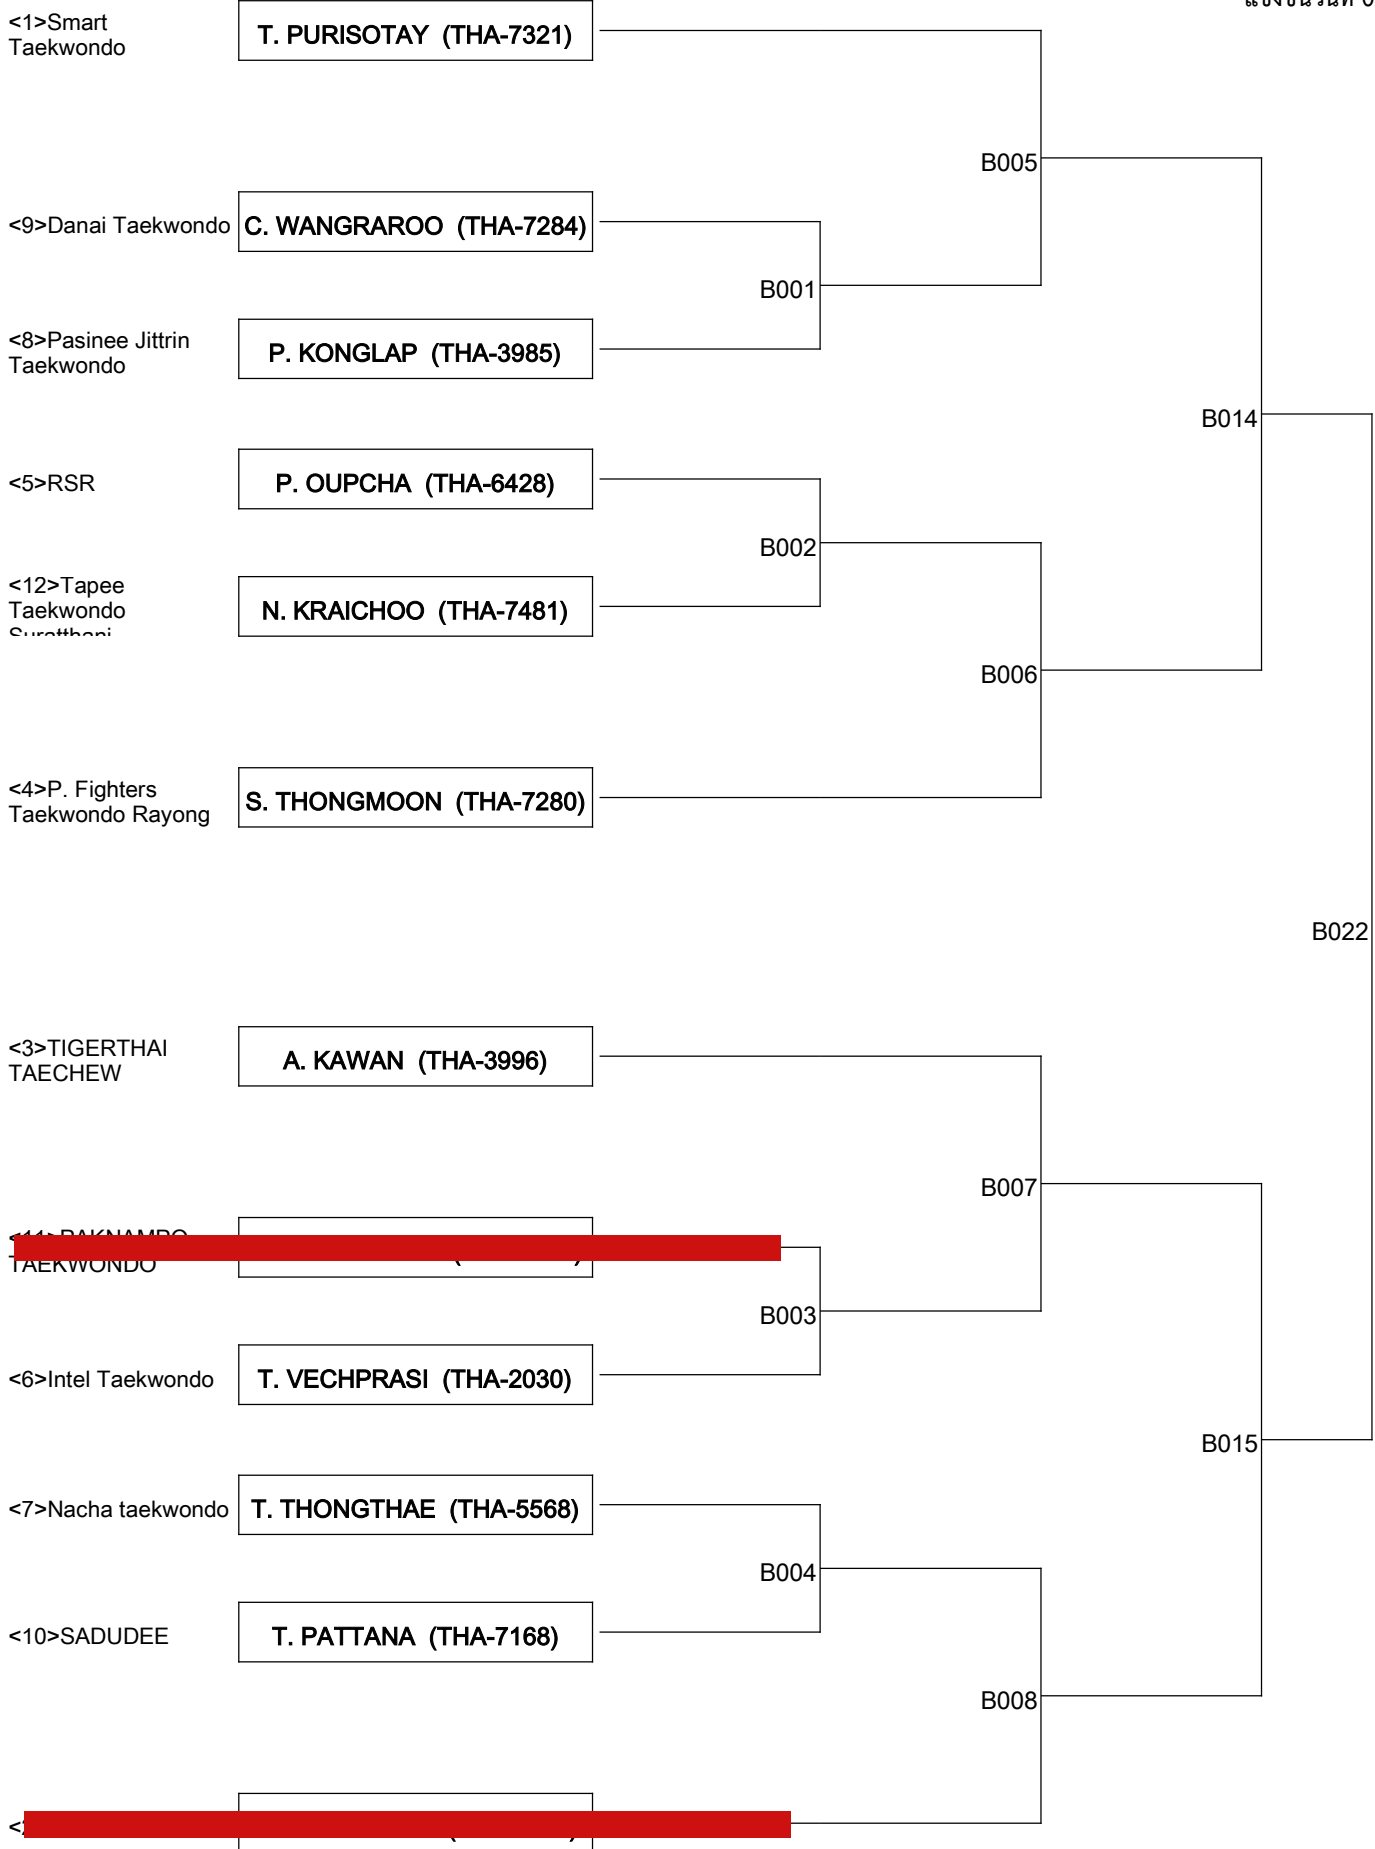 <1>Smart
Taekwondo
T. PURISOTAY (THA-7321)
B005
<9>Danai Taekwondo
C. WANGRAROO (THA-7284)
B001
<8>Pasinee Jittrin
Taekwondo
P. KONGLAP (THA-3985)
B014
<5>RSR
P. OUPCHA (THA-6428)
B002
<12>Tapee
Taekwondo
Suratthani
N. KRAICHOO (THA-7481)
B006
<4>P. Fighters
Taekwondo Rayong
S. THONGMOON (THA-7280)
B022
<3>TIGERTHAI
TAECHEW
A. KAWAN (THA-3996)
B007
TAEKWONDO
B003
<6>Intel Taekwondo
T. VECHPRASI (THA-2030)
B015
<7>Nacha taekwondo
T. THONGTHAE (THA-5568)
B004
<10>SADUDEE
T. PATTANA (THA-7168)
B008